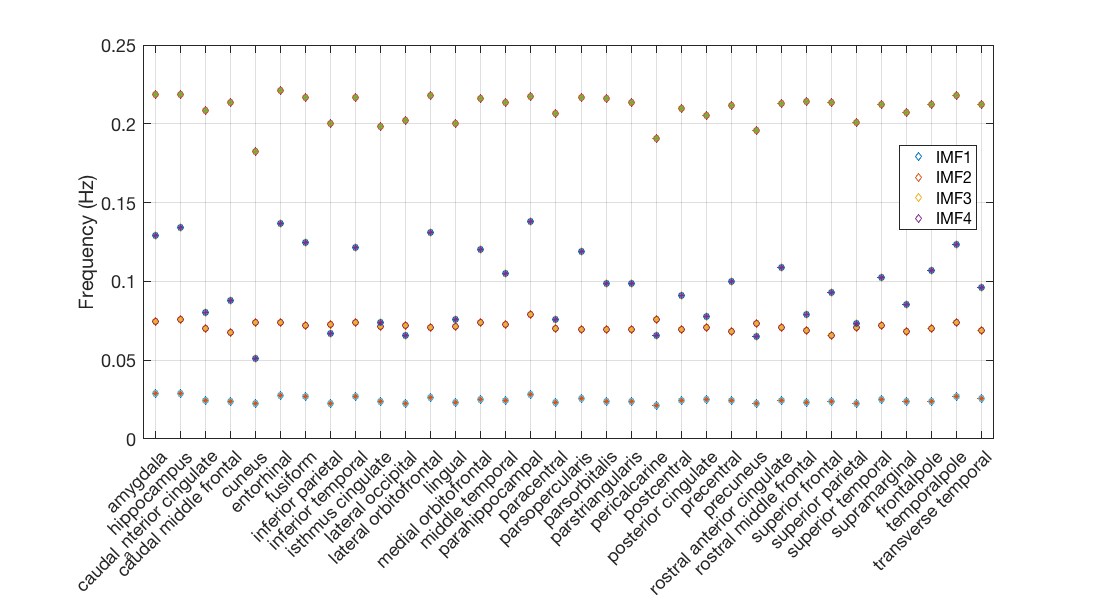 0.25
0.2
0.15
0.1
0.05
0
Frequency (Hz)
IMF1
IMF2
IMF3
IMF4
amygdala
hippocampus
caudal nterior cingulate
caudal middle frontal
cuneus
entorhinal
fusiform
inferior parietal
inferior temporal
isthmus cingulate
lateral occipital
lateral orbitofrontal
lingual
medial orbitofrontal
middle temporal
parahippocampal
paracentral
parsopercularis
parsorbitalis
parstriangularis
pericalcarine
postcentral
posterior cingulate
precentral
precuneus
rostral anterior cingulate
rostral middle frontal
superior frontal
superior parietal
superior temporal
supramarginal
frontalpole
temporalpole
transverse temporal